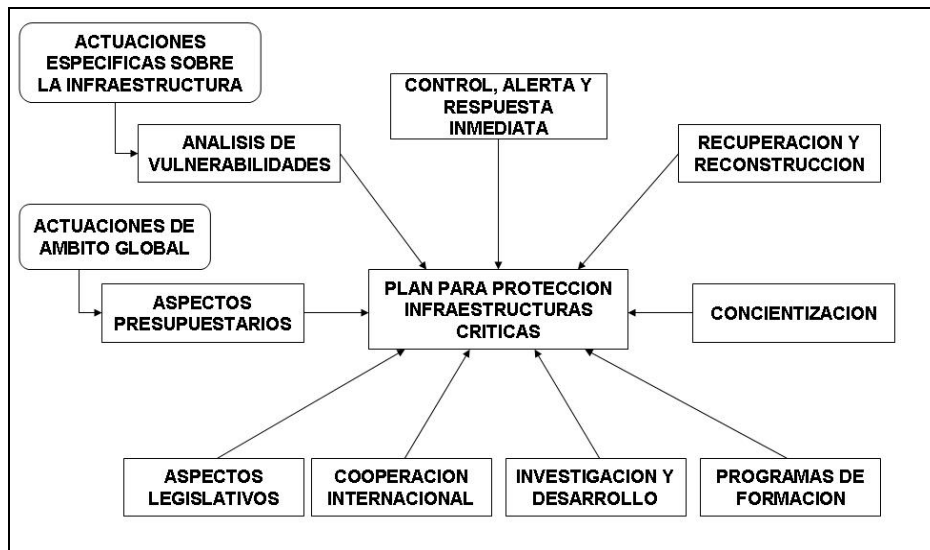 ACTUACIONES
ESPECIFICAS SOBRE
LA INFRAESTRUCTURA
CONTROL, ALERTA Y
RESPUESTA
INMEDIATA
ANALISIS DE
VULNERABILIDADES
RECUPERACION Y
RECONSTRUCCION
ACTUACIONES DE
AMBITO GLOBAL
ASPECTOS
PRESUPUESTARIOS
PLAN PARA PROTECCION
INFRAESTRUCTURAS
CRITICAS
CONCIENTIZACION
ASPECTOS
LEGISLATIVOS
COOPERACION
INTERNACIONAL
INVESTIGACION Y
DESARROLLO
PROGRAMAS DE
FORMACION